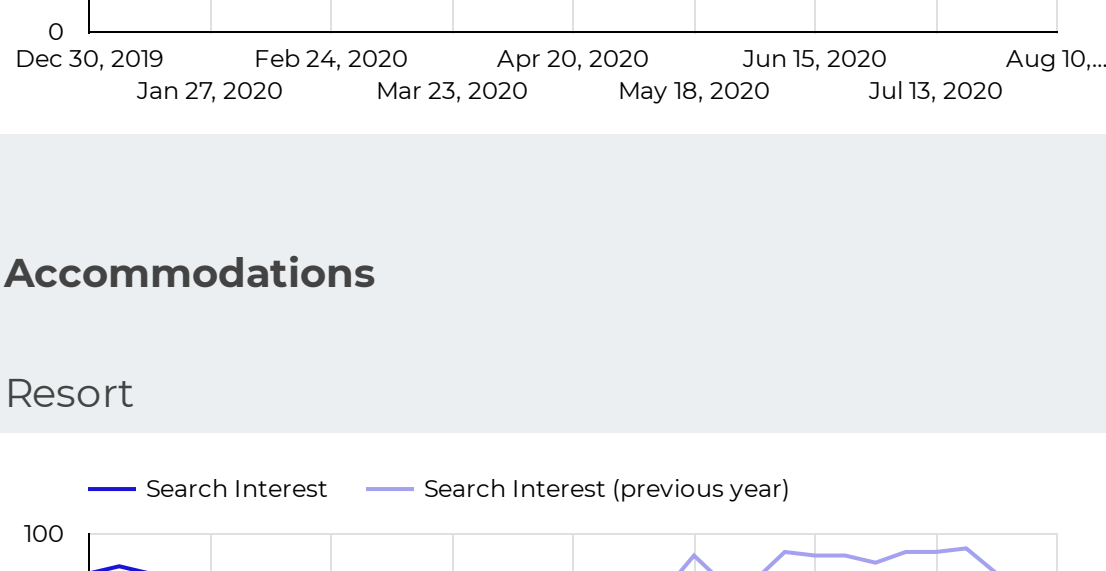 0
Dec 30, 2019 Feb 24, 2020 Apr 20, 2020 Jun 15, 2020 Aug 10,...
Jan 27, 2020 Mar 23, 2020 May 18, 2020 Jul 13, 2020
Accommodations
Resort
Search Interest Search Interest (previous year)
100